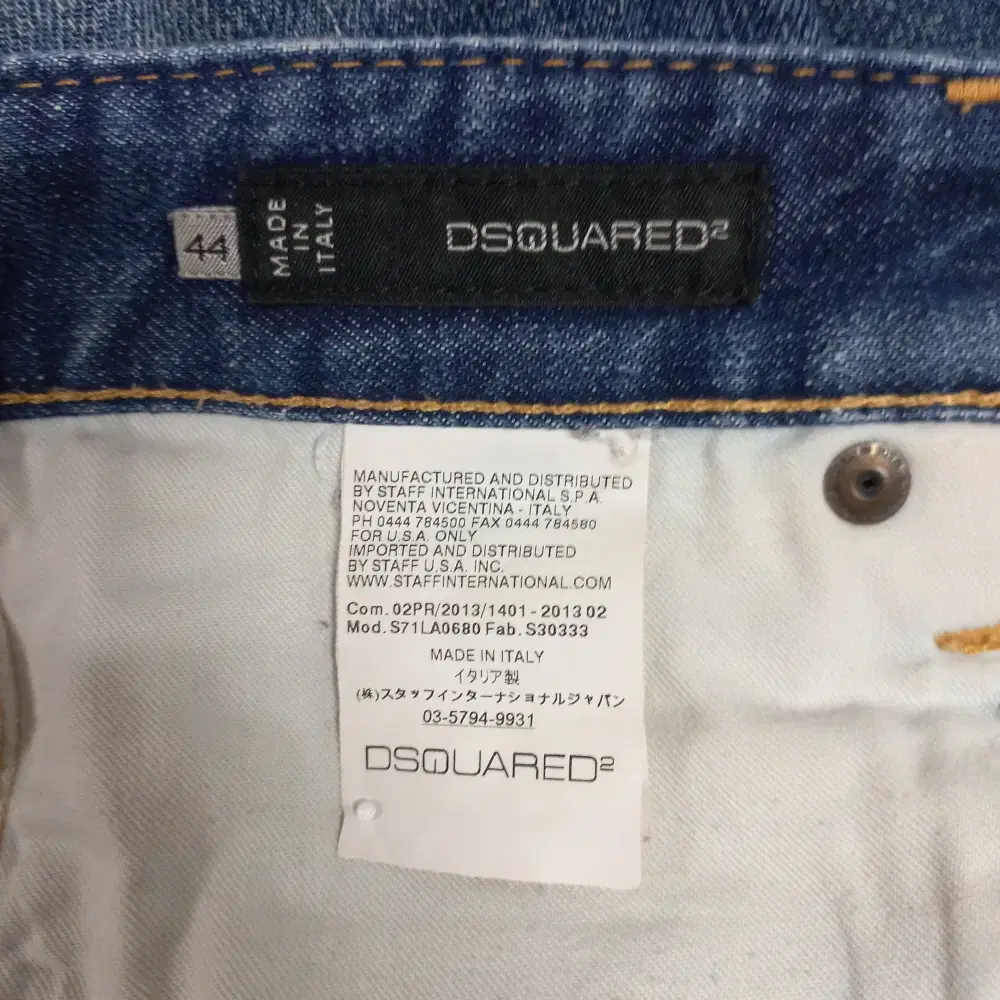 44
MADE
IN
ITALY
DSQUARED2
MANUFACTURED AND DISTRIBUTED
BY STAFF INTERNATIONAL S.P.A.
NOVENTA VICENTINA - ITALY
PH 0444 784500 FAX 0444 784580
FOR U.S.A. ONLY
IMPORTED AND DISTRIBUTED
BY STAFF U.S.A. INC.
WWW.STAFFINTERNATIONAL.COM
Com. 02PR/2013/1401 - 2013 02
Mod. S71LA0680 Fab. S30333
MADE IN ITALY
イタリア製
(株)スタッフインターナショナルジャパン
03-5794-9931
DSQUARED2